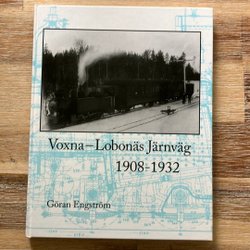 Voxna–Lobonäs Järnväg
1908-1932
Göran Engström